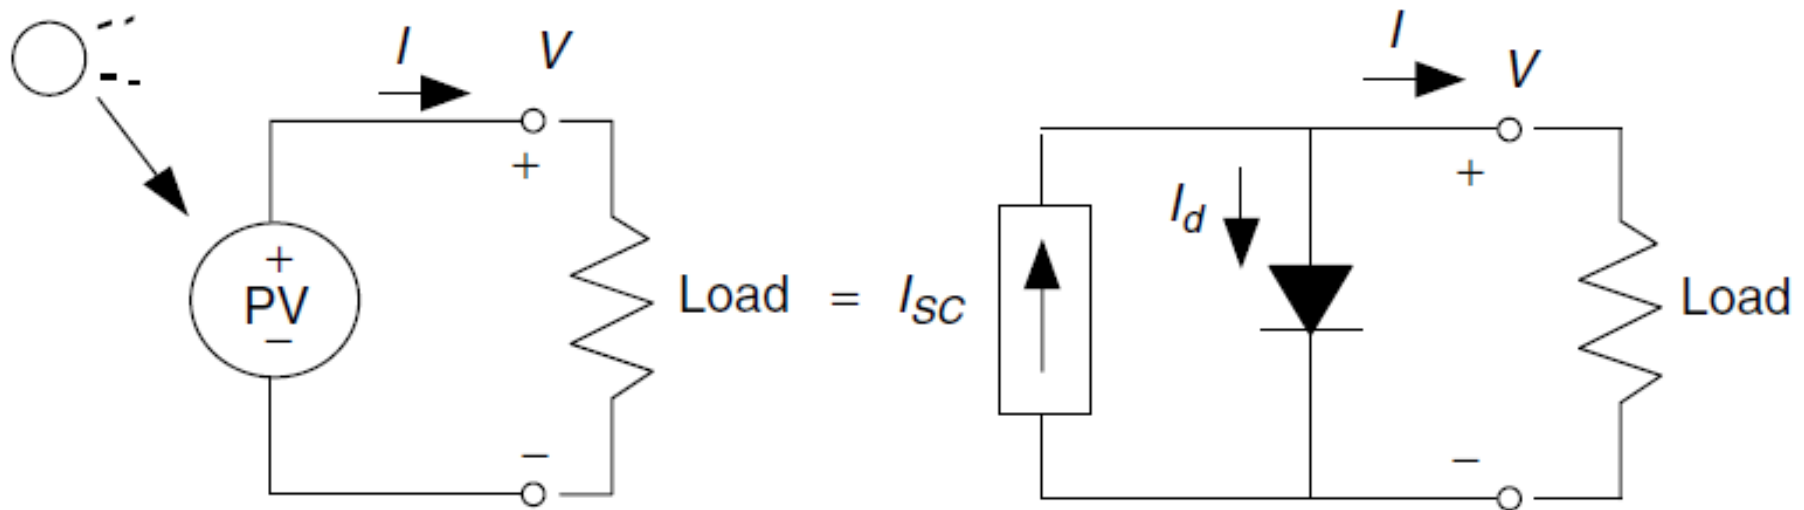 I V
+
+
PV
−
Load
−
=
I_SC
I V
+
I_d
Load
−